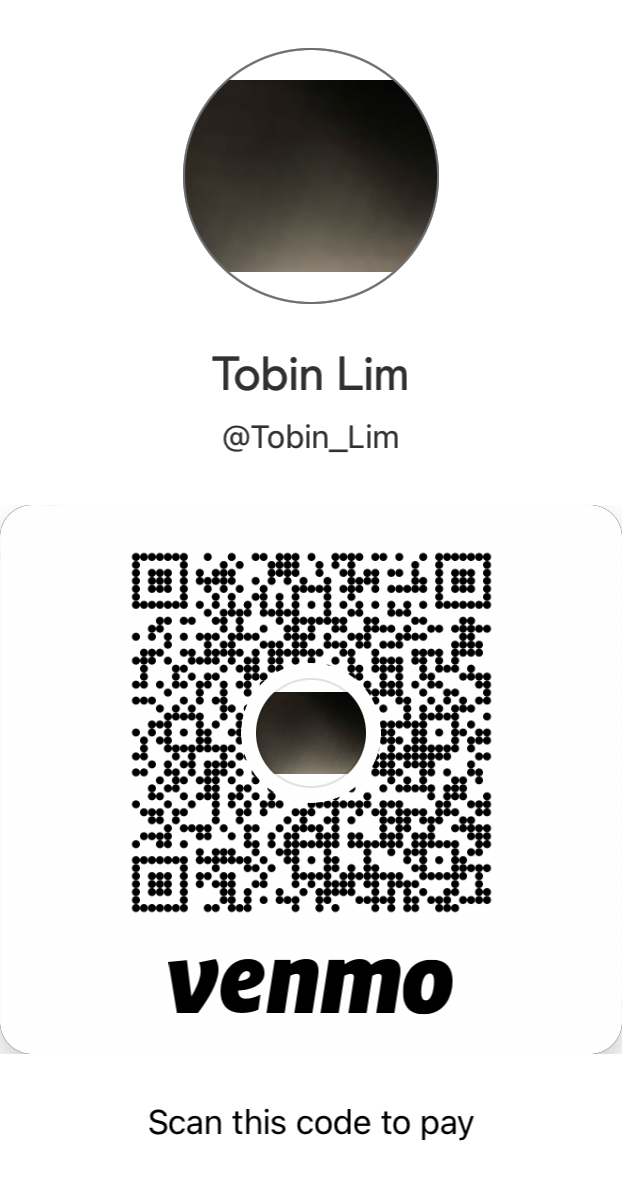 Tobin Lim
@Tobin_Lim
venmo
Scan this code to pay